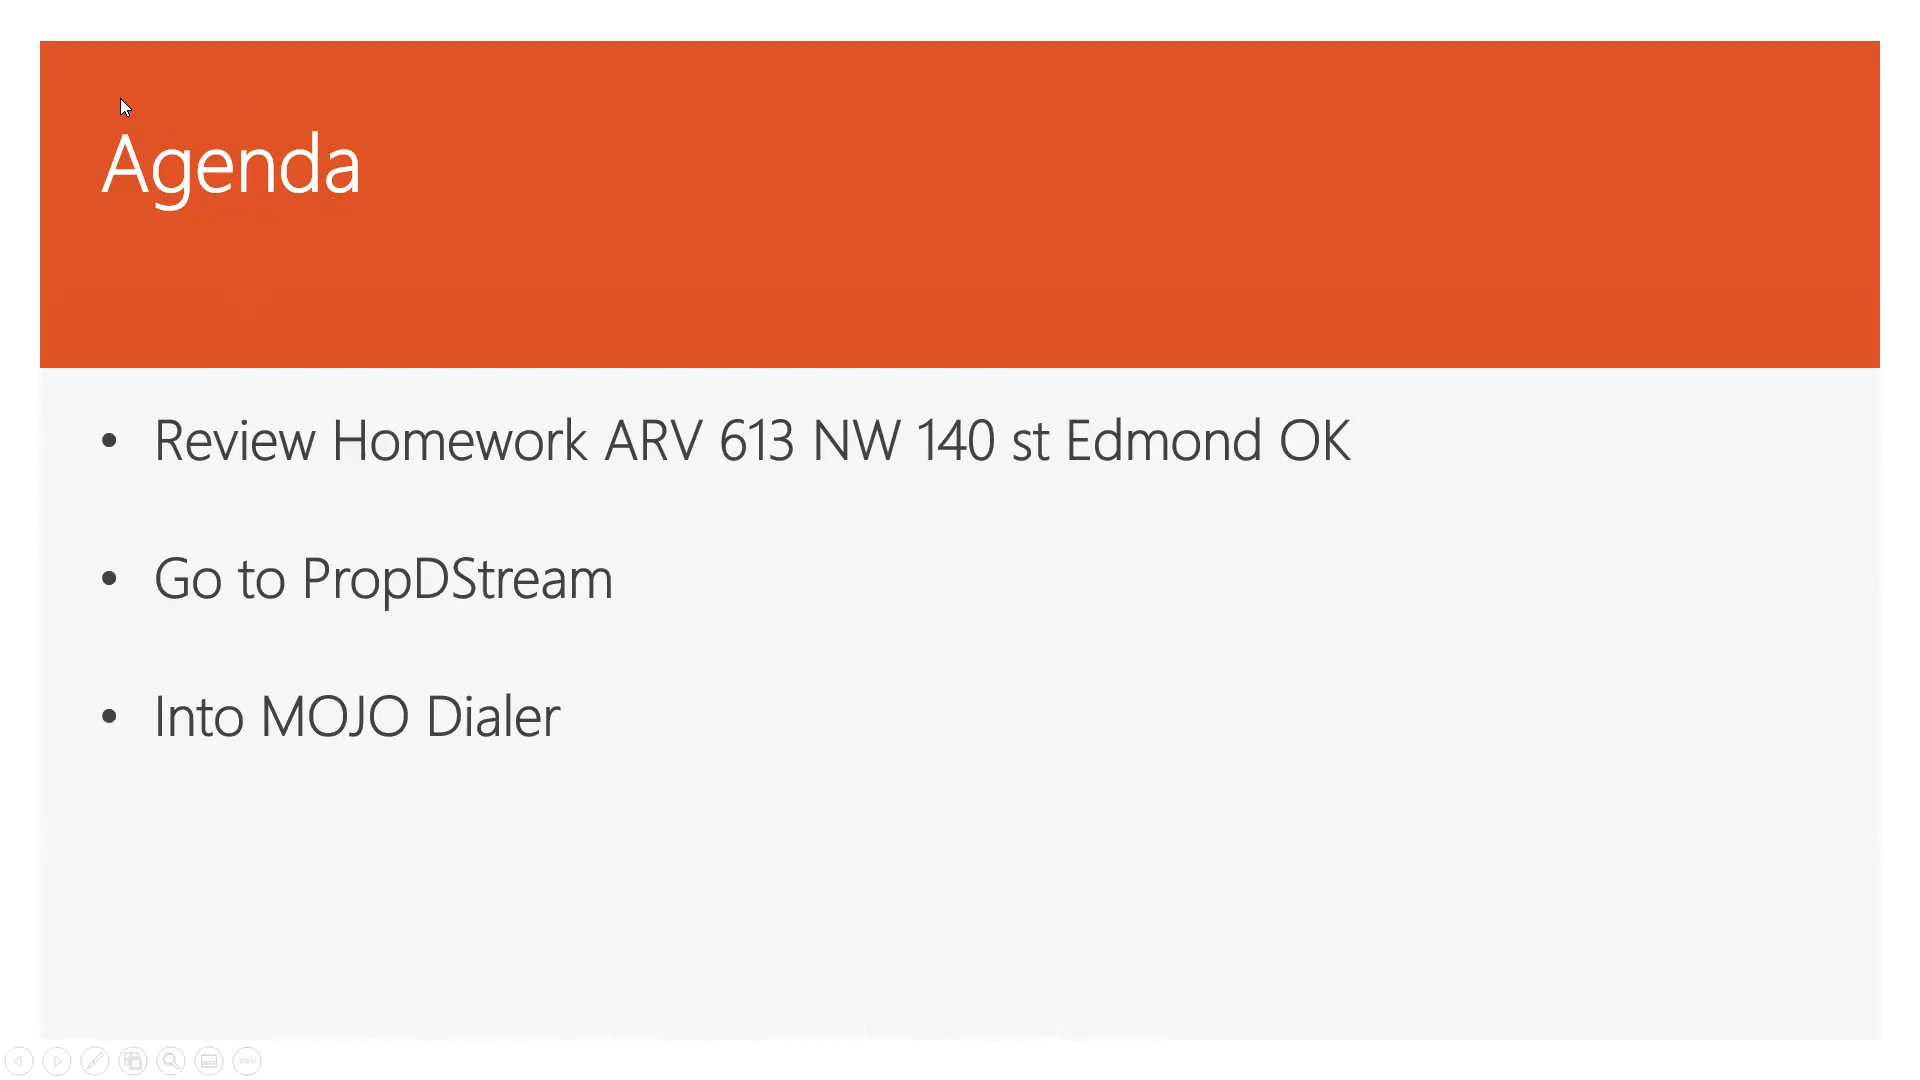 Agenda
• Review Homework ARV 613 NW 140 st Edmond OK
• Go to PropDStream
• Into MOJO Dialer